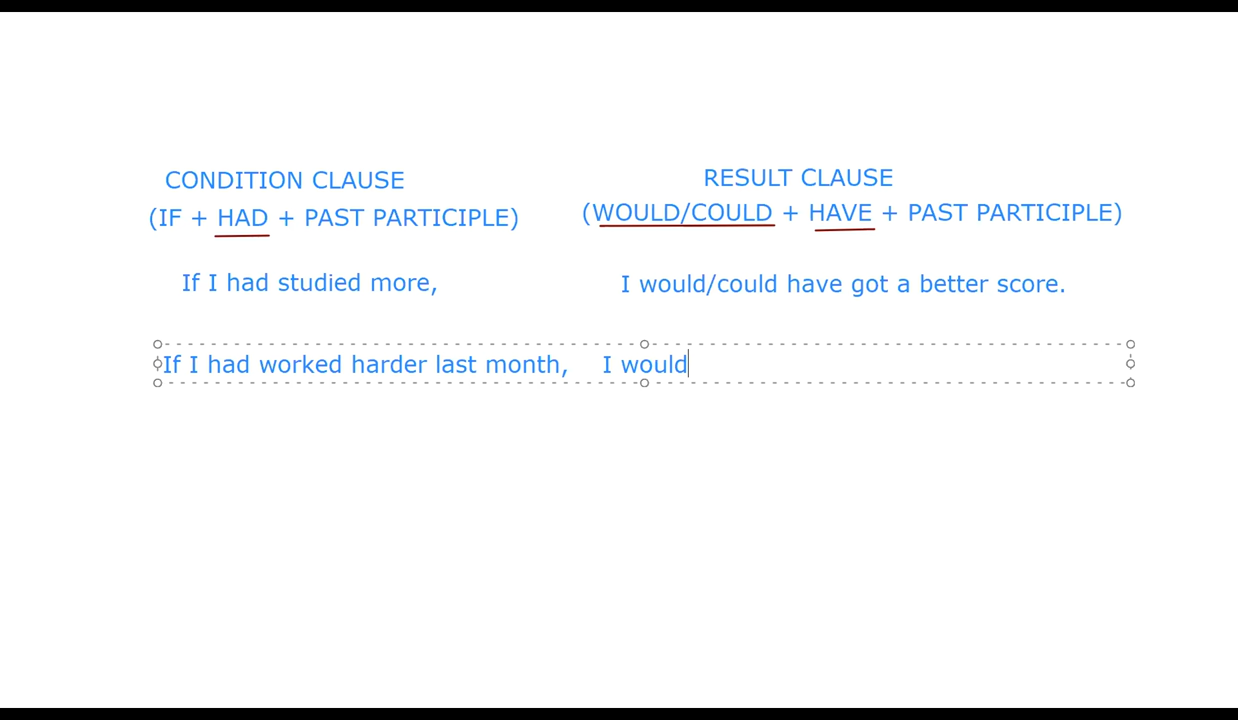 CONDITION CLAUSE
(IF + HAD + PAST PARTICIPLE)
RESULT CLAUSE
(WOULD/COULD + HAVE + PAST PARTICIPLE)
If I had studied more,
I would/could have got a better score.
If I had worked harder last month, I would